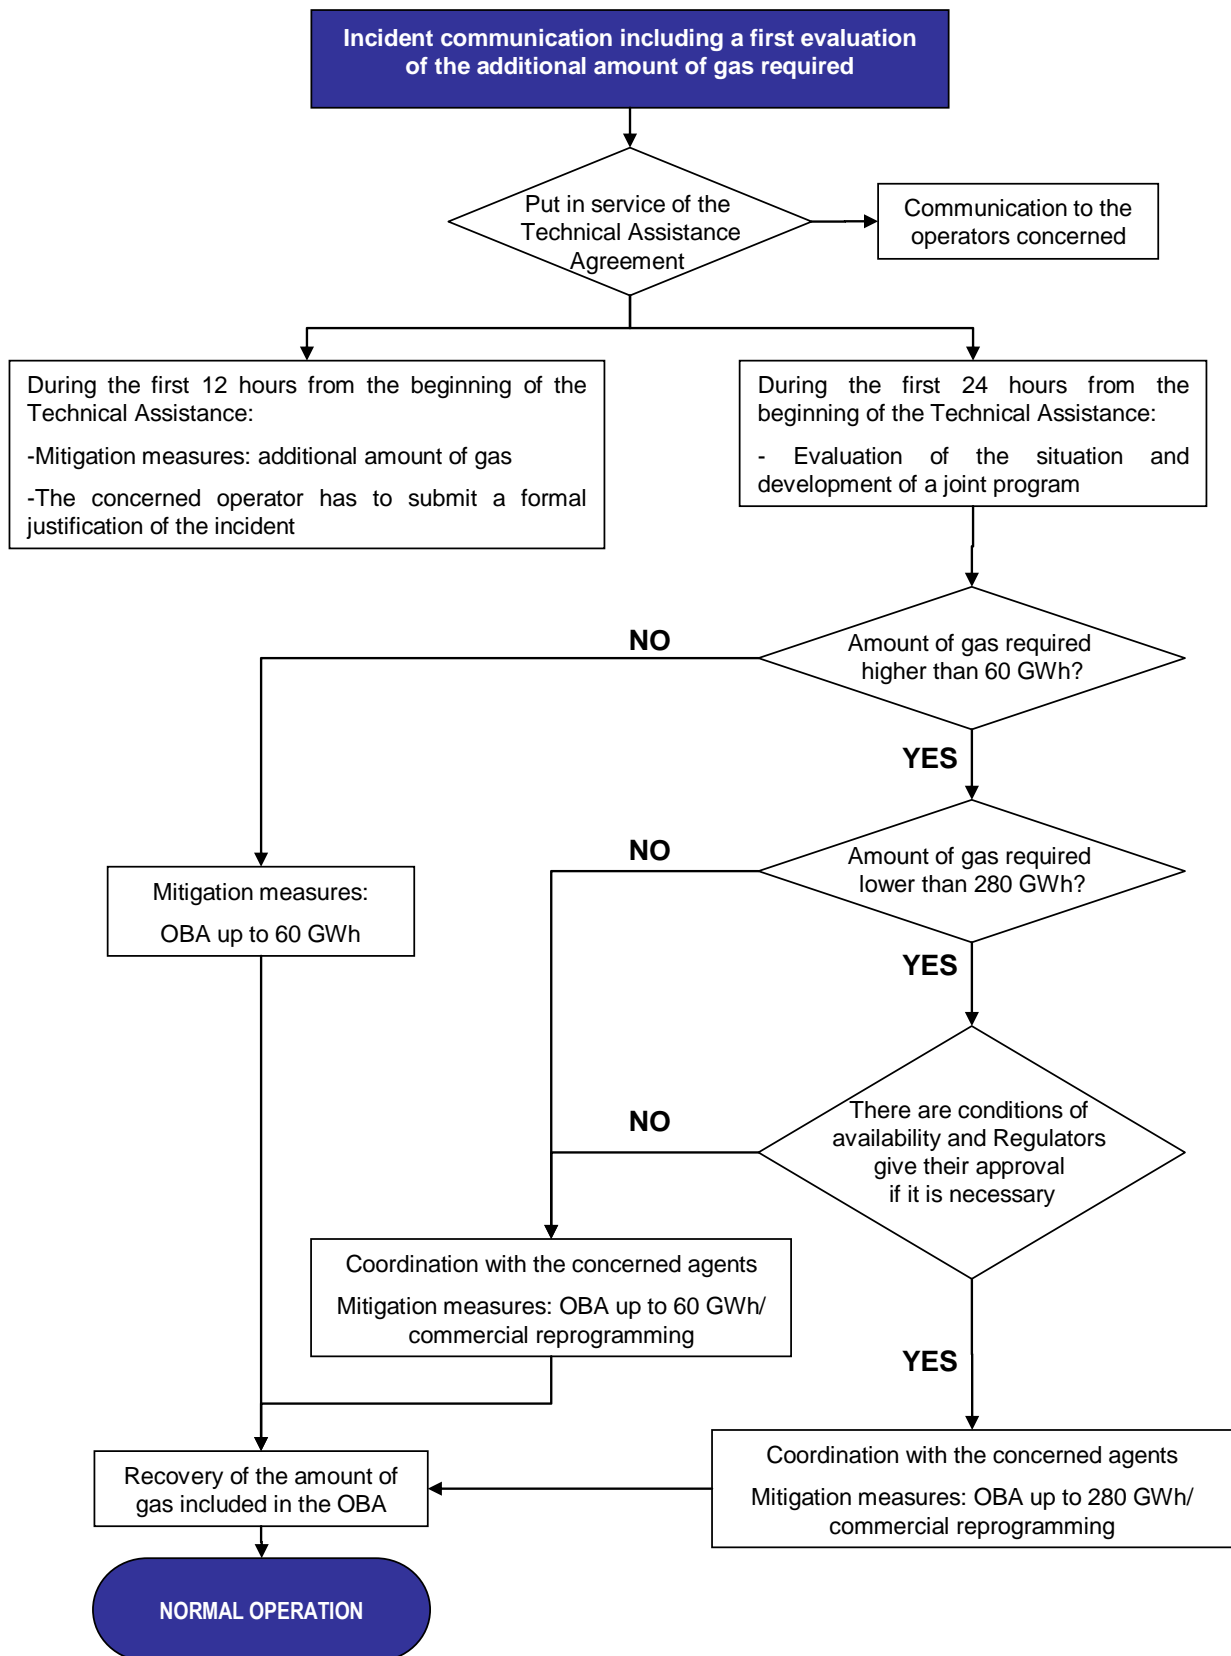 Incident communication including a first evaluation
of the additional amount of gas required
Put in service of the
Technical Assistance
Agreement
Communication to the
operators concerned
During the first 12 hours from the beginning of the
Technical Assistance:
-Mitigation measures: additional amount of gas
-The concerned operator has to submit a formal
justification of the incident
During the first 24 hours from the
beginning of the Technical Assistance:
- Evaluation of the situation and
development of a joint program
NO
Amount of gas required
higher than 60 GWh?
YES
NO
Amount of gas required
lower than 280 GWh?
Mitigation measures:
OBA up to 60 GWh
YES
NO
There are conditions of
availability and Regulators
give their approval
if it is necessary
Coordination with the concerned agents
Mitigation measures: OBA up to 60 GWh/
commercial reprogramming
YES
Recovery of the amount of
gas included in the OBA
Coordination with the concerned agents
Mitigation measures: OBA up to 280 GWh/
commercial reprogramming
NORMAL OPERATION